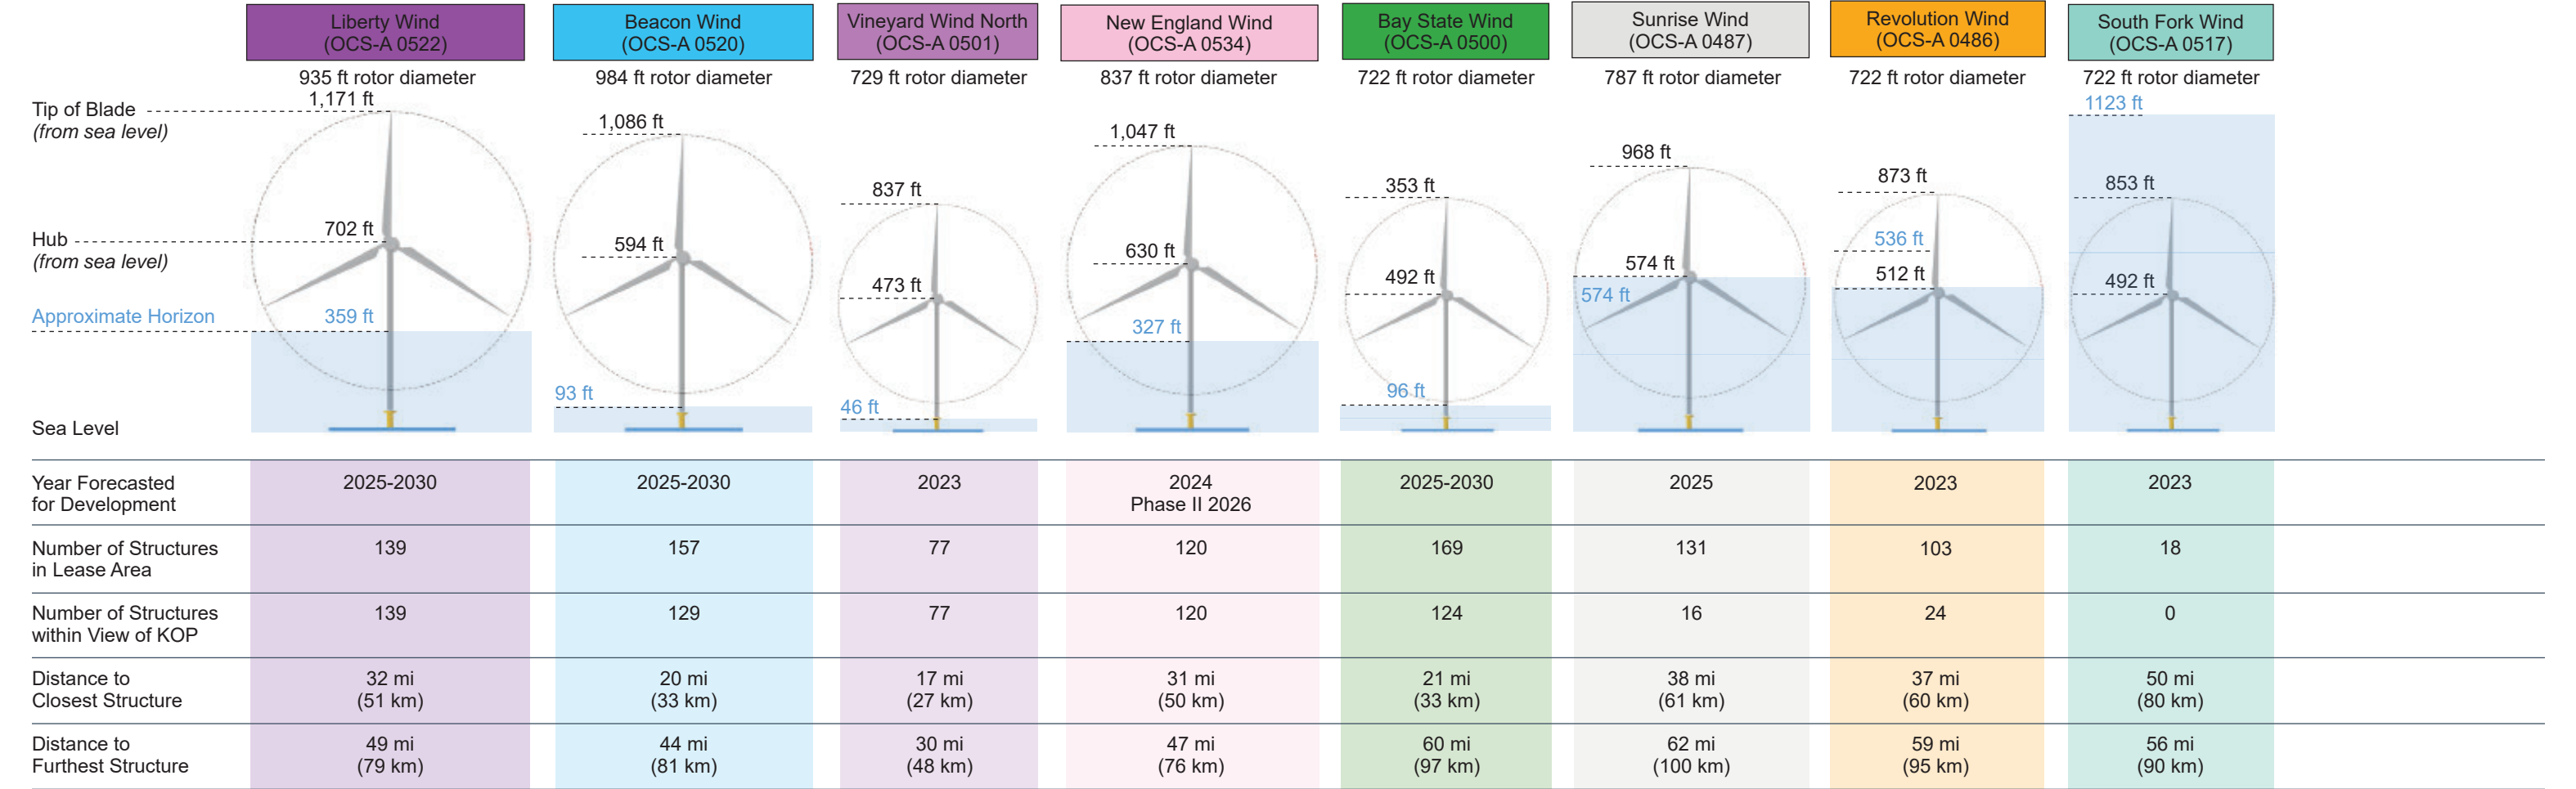 Liberty Wind
(OCS-A 0522)
Beacon Wind
(OCS-A 0520)
Vineyard Wind North
(OCS-A 0501)
New England Wind
(OCS-A 0534)
Bay State Wind
(OCS-A 0500)
Sunrise Wind
(OCS-A 0487)
Revolution Wind
(OCS-A 0486)
South Fork Wind
(OCS-A 0517)
935 ft rotor diameter
984 ft rotor diameter
729 ft rotor diameter
837 ft rotor diameter
722 ft rotor diameter
787 ft rotor diameter
722 ft rotor diameter
722 ft rotor diameter
Tip of Blade
(from sea level)
1,171 ft
1,086 ft
837 ft
1,047 ft
353 ft
968 ft
873 ft
1123 ft
853 ft
Hub
(from sea level)
702 ft
594 ft
473 ft
630 ft
492 ft
574 ft
536 ft
512 ft
492 ft
Approximate Horizon
359 ft
93 ft
46 ft
327 ft
96 ft
574 ft
Sea Level
Year Forecasted
for Development
2025-2030
2025-2030
2023
2024
Phase II 2026
2025-2030
2025
2023
2023
Number of Structures
in Lease Area
139
157
77
120
169
131
103
18
Number of Structures
within View of KOP
139
129
77
120
124
16
24
0
Distance to
Closest Structure
32 mi
(51 km)
20 mi
(33 km)
17 mi
(27 km)
31 mi
(50 km)
21 mi
(33 km)
38 mi
(61 km)
37 mi
(60 km)
50 mi
(80 km)
Distance to
Furthest Structure
49 mi
(79 km)
44 mi
(81 km)
30 mi
(48 km)
47 mi
(76 km)
60 mi
(97 km)
62 mi
(100 km)
59 mi
(95 km)
56 mi
(90 km)